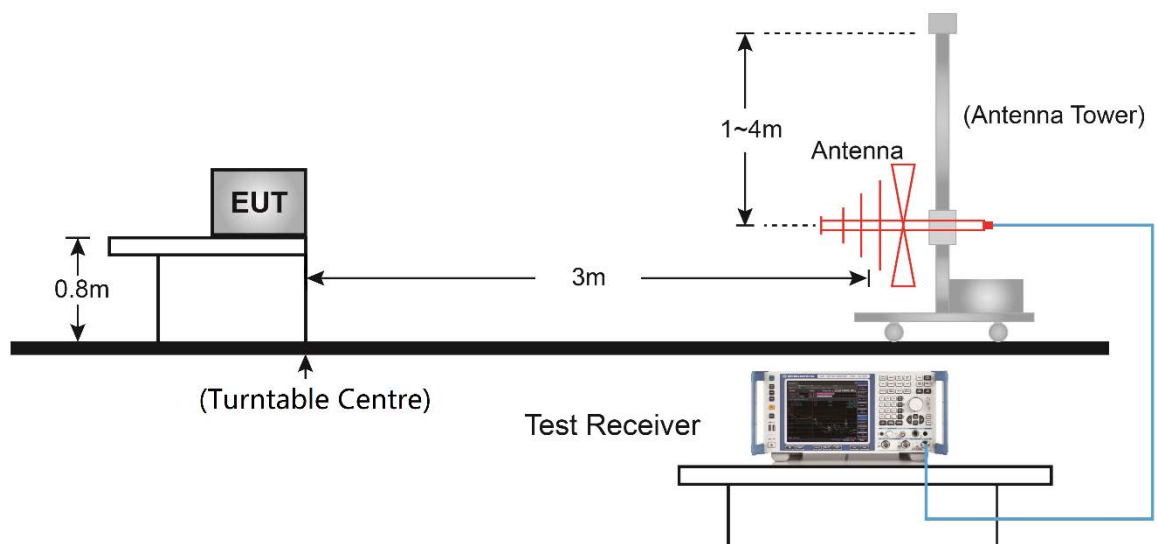 (Antenna Tower)
1~4m
Antenna
EUT
3m
0.8m
(Turntable Centre)
Test Receiver